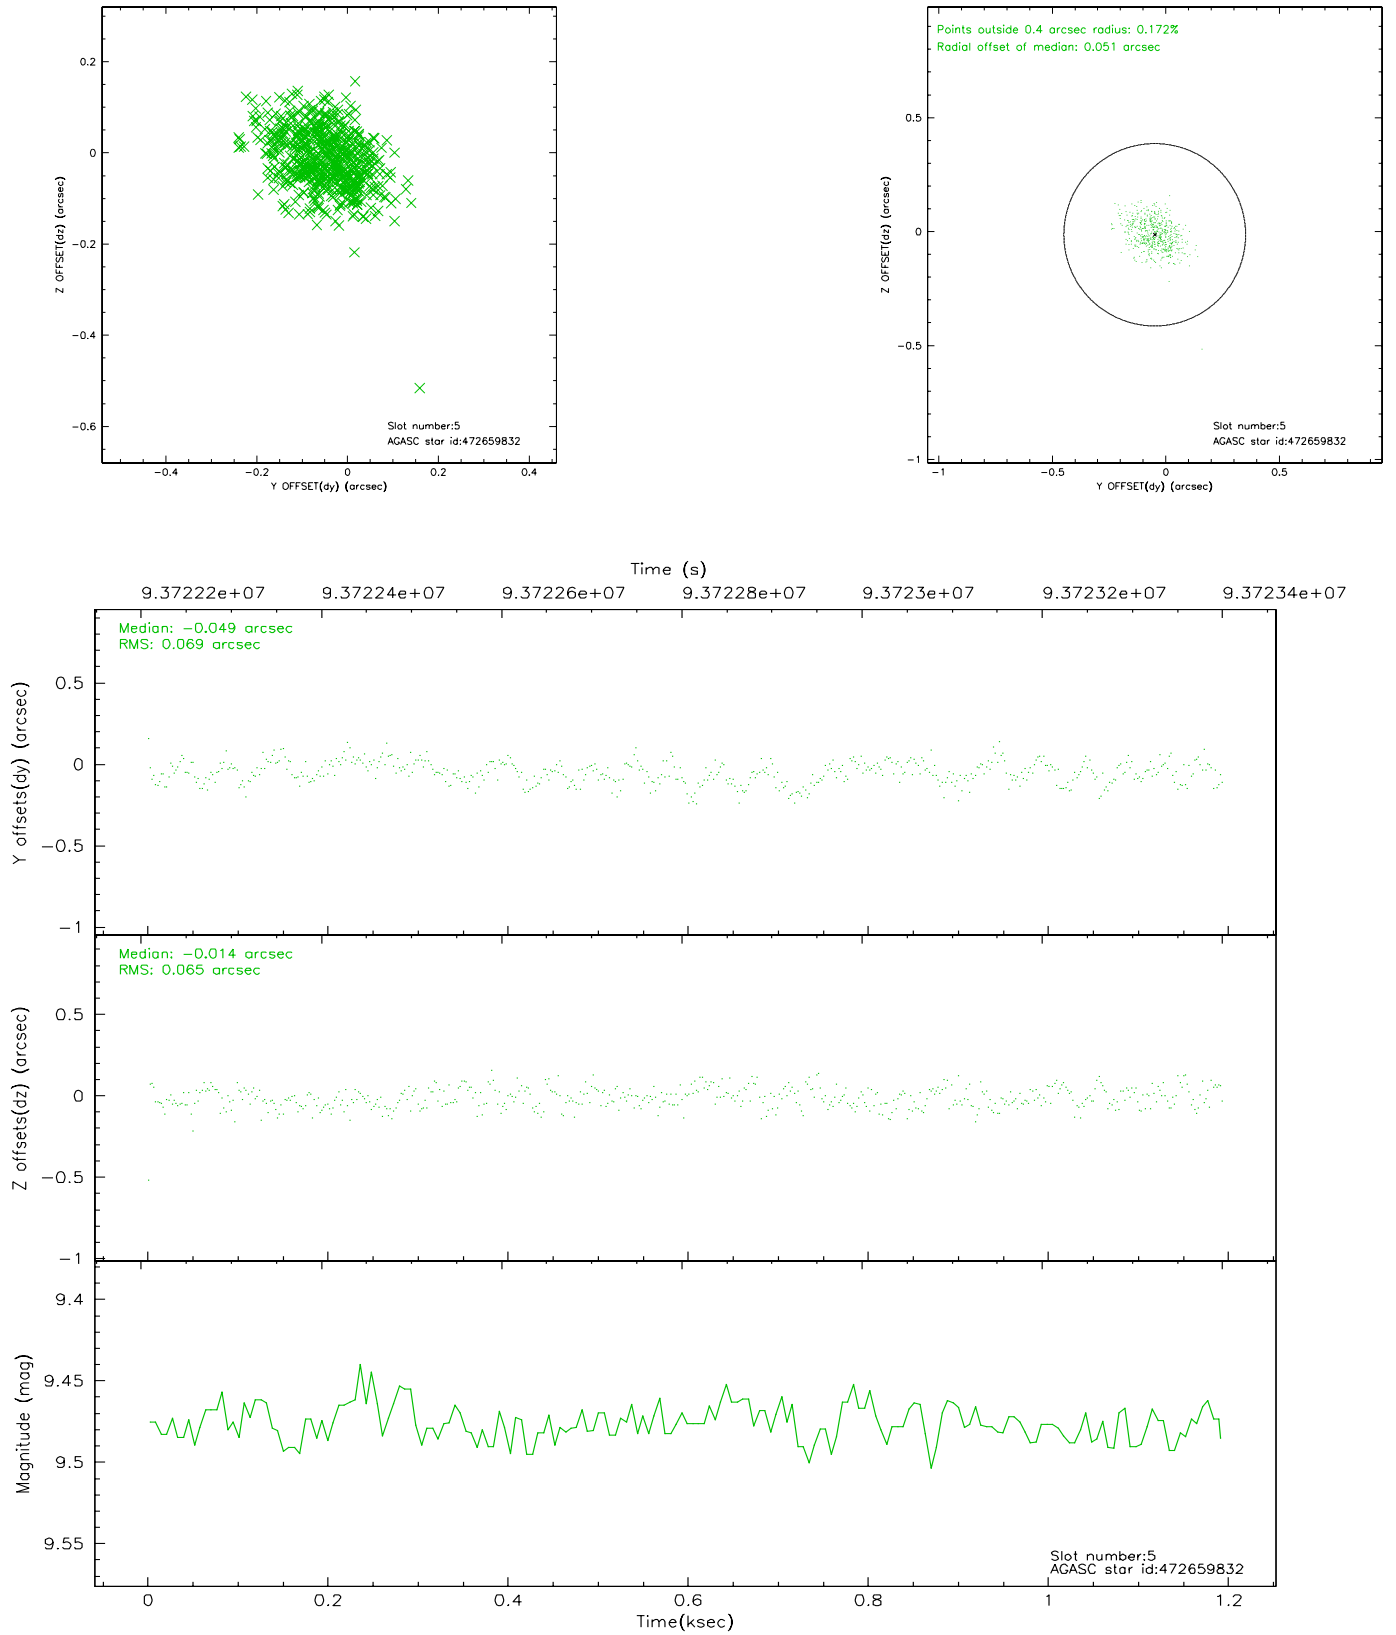 0.2
0
−0.2
−0.4
−0.6
Z OFFSET(dz) (arcsec)
Slot number:5
AGASC star id:472659832
−0.4
−0.2
0
0.2
0.4
Y OFFSET(dy) (arcsec)
Points outside 0.4 arcsec radius: 0.172%
Radial offset of median: 0.051 arcsec
0.5
0
−0.5
−1
Z OFFSET(dz) (arcsec)
Slot number:5
AGASC star id:472659832
−1
−0.5
0
0.5
Y OFFSET(dy) (arcsec)
Time (s)
9.37222e+07
9.37224e+07
9.37226e+07
9.37228e+07
9.3723e+07
9.37232e+07
9.37234e+07
Median: −0.049 arcsec
RMS: 0.069 arcsec
0.5
0
−0.5
−1
Y offsets(dy) (arcsec)
Median: −0.014 arcsec
RMS: 0.065 arcsec
0.5
0
−0.5
−1
Z offsets(dz) (arcsec)
9.4
9.45
9.5
9.55
Magnitude (mag)
Slot number:5
AGASC star id:472659832
0
0.2
0.4
0.6
0.8
1
1.2
Time(ksec)